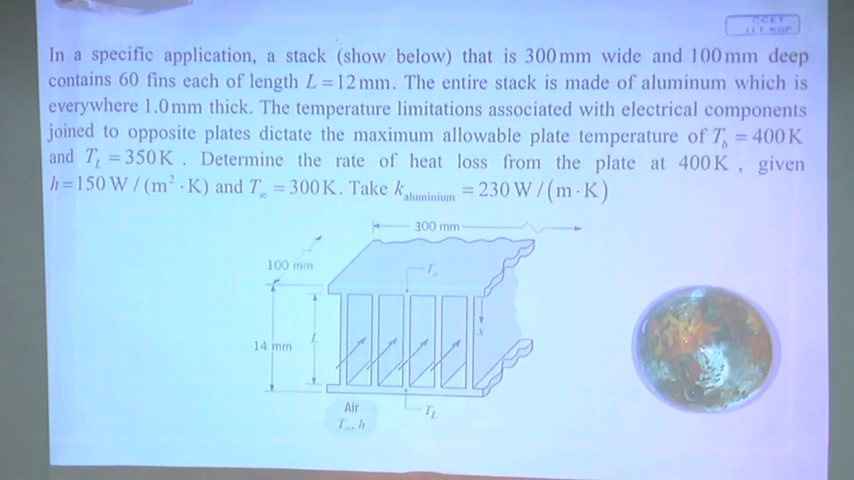 C CET
I.I.T. KGP
In a specific application, a stack (show below) that is 300 mm wide and 100 mm deep
contains 60 fins each of length L = 12 mm. The entire stack is made of aluminum which is
everywhere 1.0 mm thick. The temperature limitations associated with electrical components
joined to opposite plates dictate the maximum allowable plate temperature of T_b = 400 K
and T_L = 350 K . Determine the rate of heat loss from the plate at 400 K , given
h = 150 W / (m² · K) and T_∞ = 300 K. Take k_aluminium = 230 W / (m · K)
300 mm
100 mm
L
x
14 mm
Air
T_∞, h
T_L